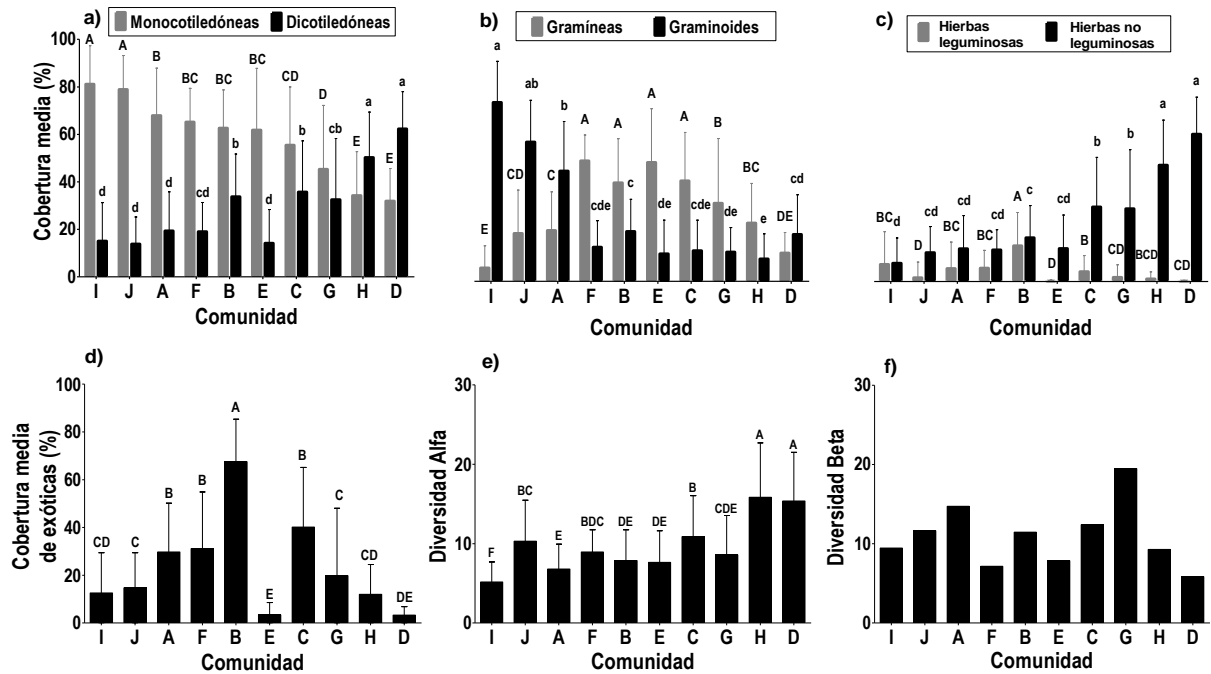 a)
Monocotiledóneas Dicotiledóneas
100
80
60
40
20
0
Cobertura media (%)
A A B BC BC BC CD D E E
d d d cd b d b cb a a
I J A F B E C G H D
Comunidad
b)
Gramíneas Graminoides
E CD C A A A A B BC DE
a ab b cde c de cde de e cd
I J A F B E C G H D
Comunidad
c)
Hierbas leguminosas
Hierbas no leguminosas
BC D BC BC A D B CD BCD CD
d cd cd cd c cd b b a a
I J A F B E C G H D
Comunidad
d)
100
80
60
40
20
0
Cobertura media
de exóticas (%)
CD C B B A E B C CD DE
I J A F B E C G H D
Comunidad
e)
30
20
10
0
Diversidad Alfa
F BC E BDC DE DE B CDE A A
I J A F B E C G H D
Comunidad
f)
30
20
10
0
Diversidad Beta
I J A F B E C G H D
Comunidad